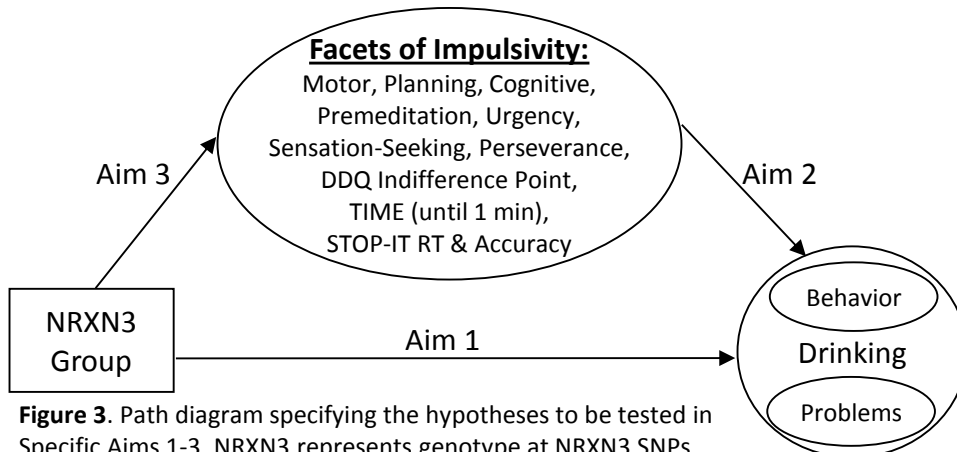 Facets of Impulsivity:
Motor, Planning, Cognitive,
Premeditation, Urgency,
Sensation-Seeking, Perseverance,
DDQ Indifference Point,
TIME (until 1 min),
STOP-IT RT & Accuracy
Aim 3
Aim 2
NRXN3
Group
Aim 1
Behavior
Drinking
Problems
Figure 3. Path diagram specifying the hypotheses to be tested in
Specific Aims 1-3. NRXN3 represents genotype at NRXN3 SNPs